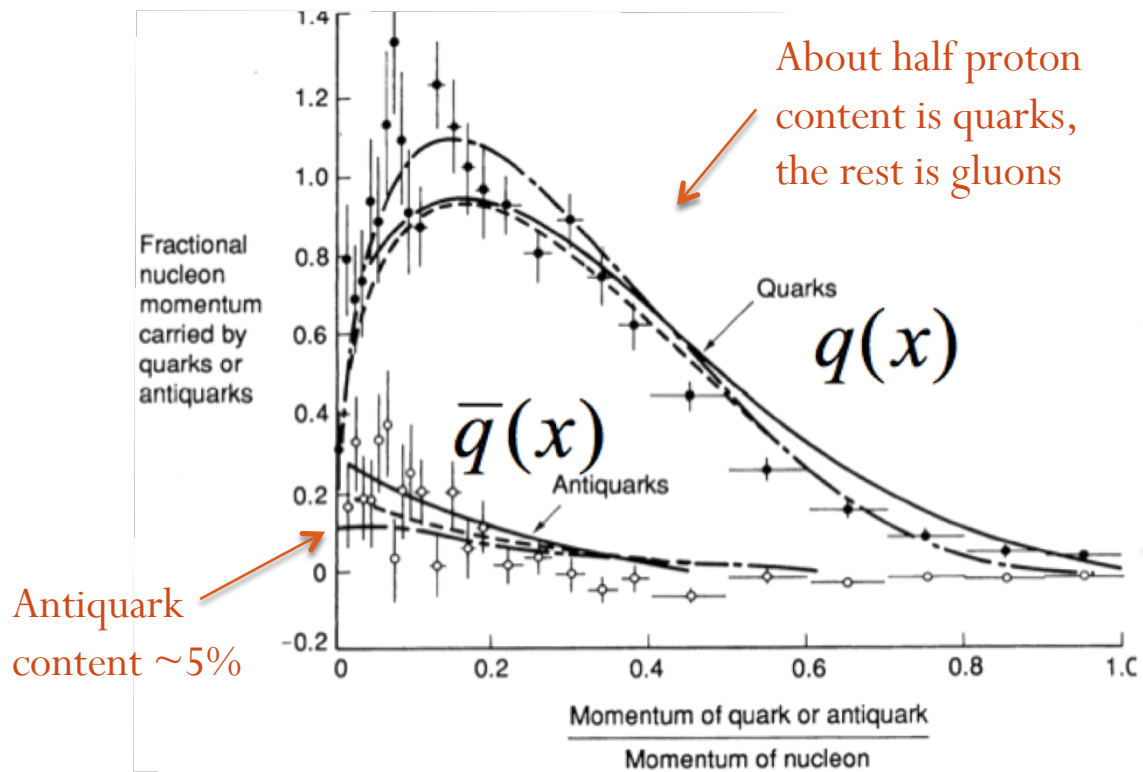 About half proton
content is quarks,
the rest is gluons
1.4
1.2
1.0
0.8
0.6
0.4
0.2
0
−0.2
Fractional
nucleon
momentum
carried by
quarks or
antiquarks
Quarks
q(x)
q̅(x)
Antiquarks
Antiquark
content ~5%
0 0.2 0.4 0.6 0.8 1.0
Momentum of quark or antiquark
Momentum of nucleon